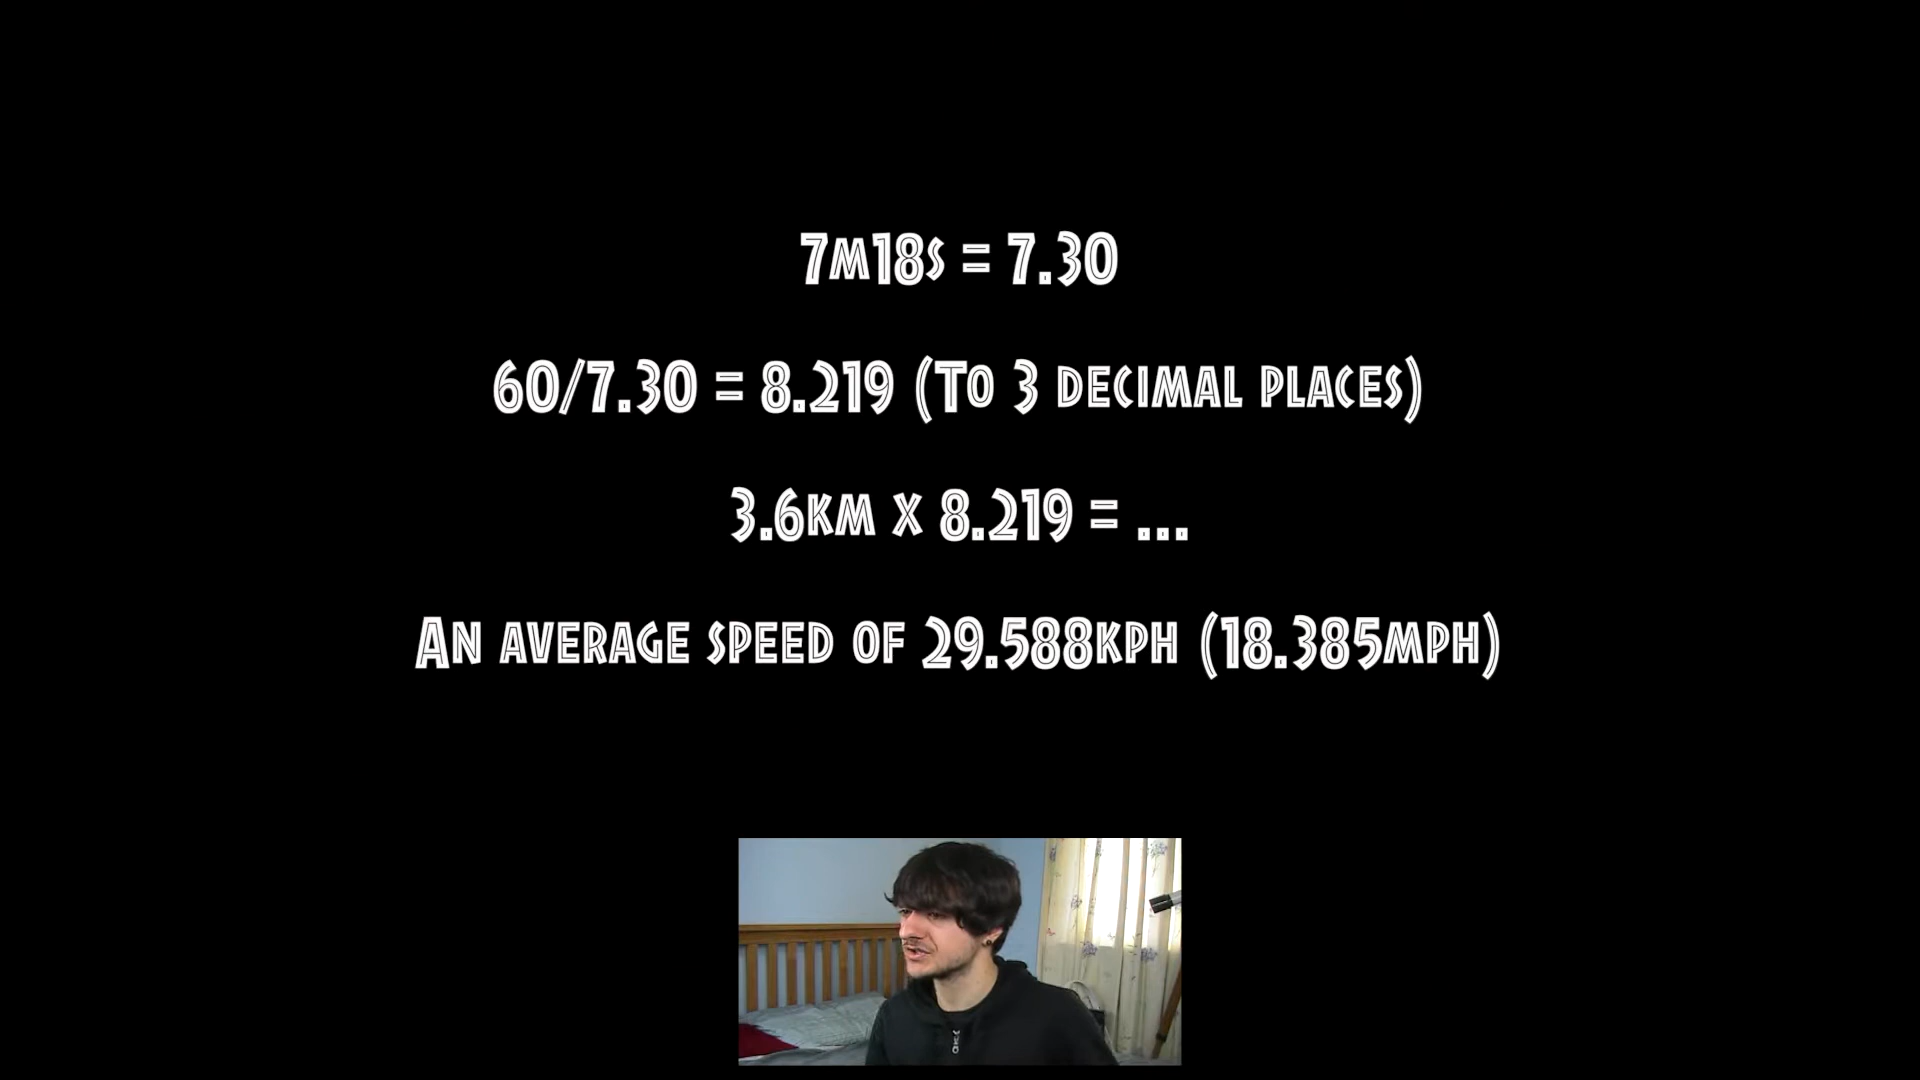 7m18s = 7.30
60/7.30 = 8.219 (To 3 decimal places)
3.6km x 8.219 = ...
An average speed of 29.588kph (18.385mph)